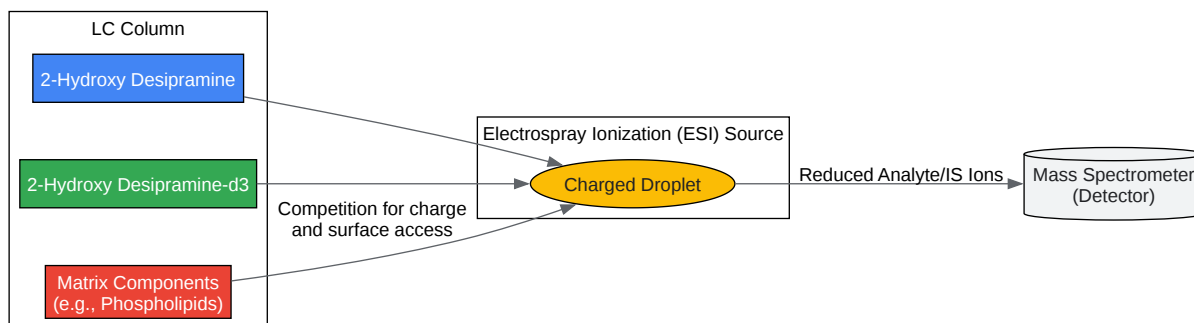 LC Column
2-Hydroxy Desipramine
2-Hydroxy Desipramine-d3
Matrix Components
(e.g., Phospholipids)
Competition for charge
and surface access
Electrospray Ionization (ESI) Source
Charged Droplet
Reduced Analyte/IS Ions
Mass Spectrometer
(Detector)